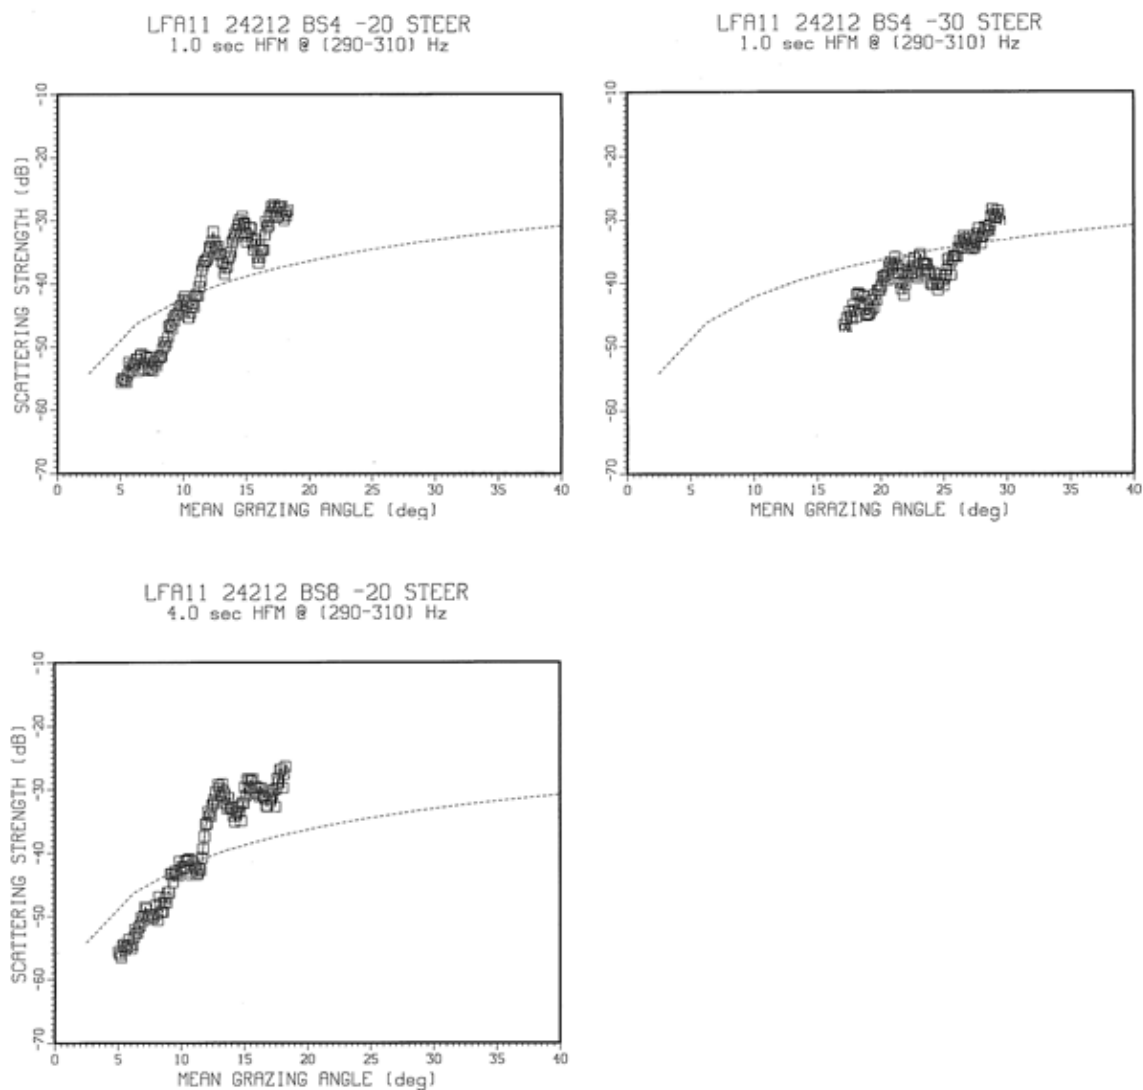 LFA11 24212 BS4 -20 STEER
1.0 sec HFM @ (290-310) Hz
SCATTERING STRENGTH (dB)
-10
-20
-30
-40
-50
-60
-70
0 5 10 15 20 25 30 35 40
MEAN GRAZING ANGLE (deg)
LFA11 24212 BS4 -30 STEER
1.0 sec HFM @ (290-310) Hz
-10
-20
-30
-40
-50
-60
-70
0 5 10 15 20 25 30 35 40
MEAN GRAZING ANGLE (deg)
LFA11 24212 BS8 -20 STEER
4.0 sec HFM @ (290-310) Hz
SCATTERING STRENGTH (dB)
-10
-20
-30
-40
-50
-60
-70
0 5 10 15 20 25 30 35 40
MEAN GRAZING ANGLE (deg)